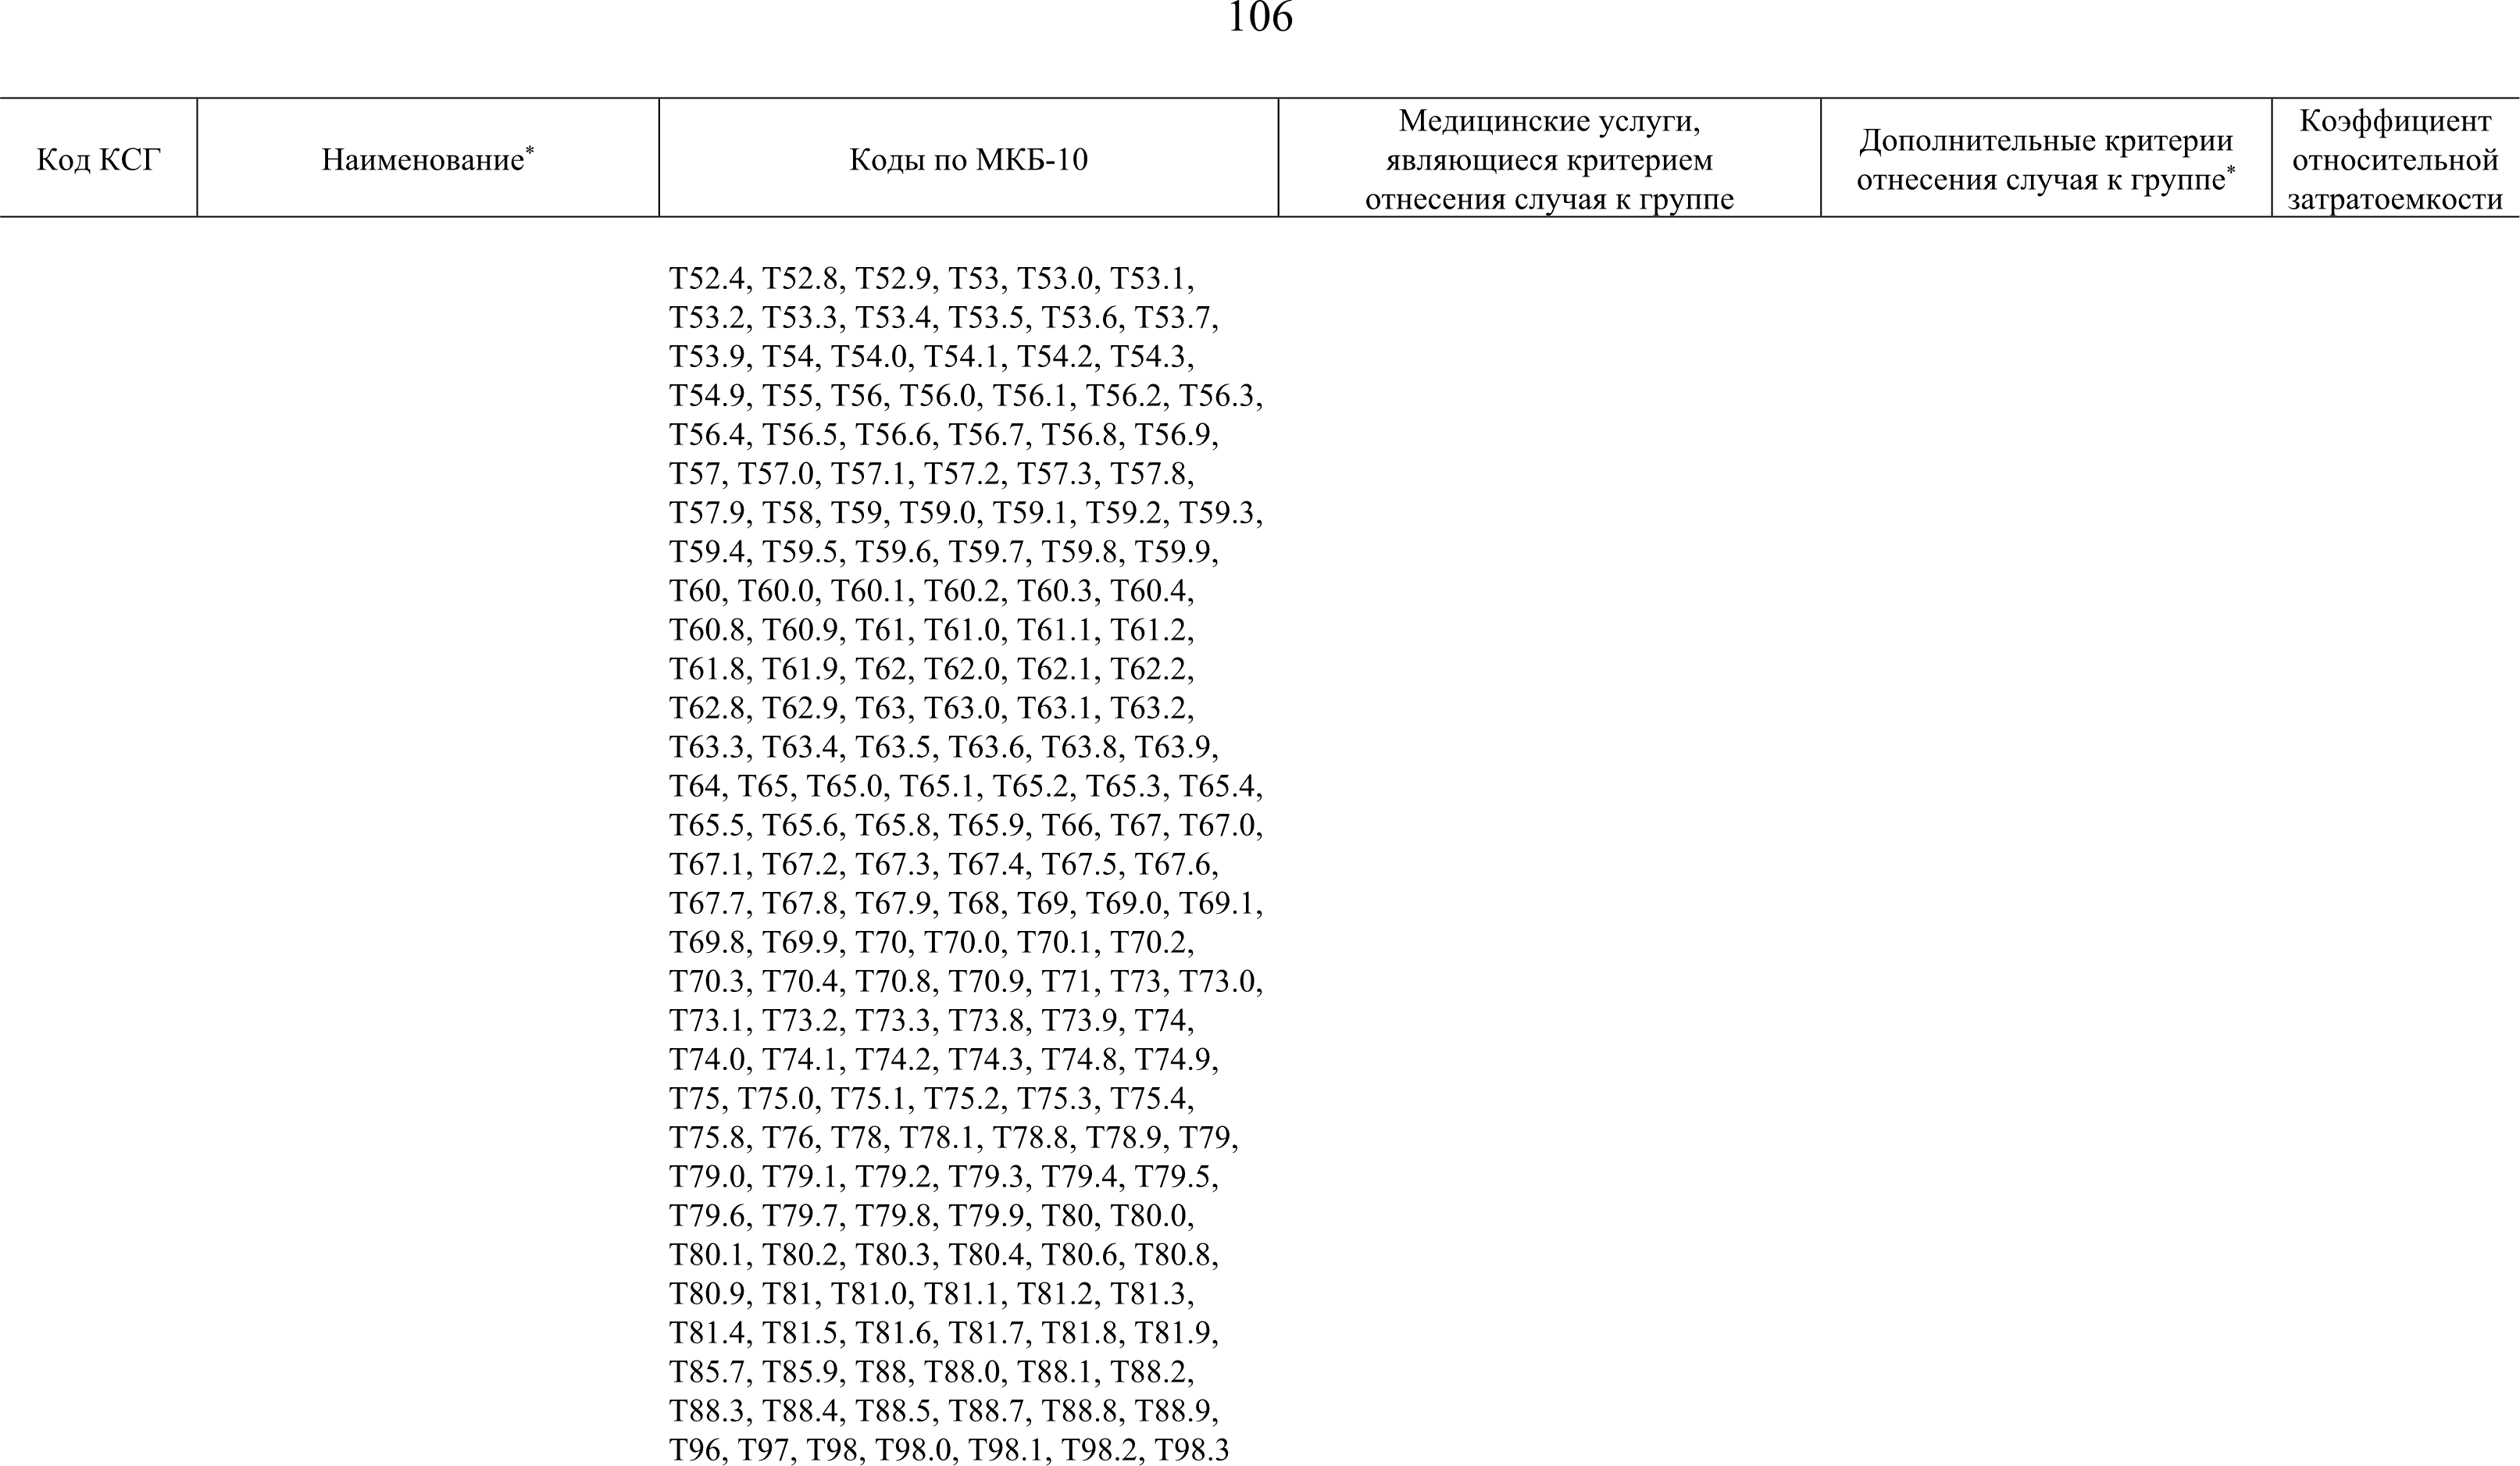 106
Код КСГ
Наименование*
Коды по МКБ-10
Медицинские услуги,
являющиеся критерием
отнесения случая к группе
Дополнительные критерии
отнесения случая к группе*
Коэффициент
относительной
затратоемкости
T52.4, T52.8, T52.9, T53, T53.0, T53.1,
T53.2, T53.3, T53.4, T53.5, T53.6, T53.7,
T53.9, T54, T54.0, T54.1, T54.2, T54.3,
T54.9, T55, T56, T56.0, T56.1, T56.2, T56.3,
T56.4, T56.5, T56.6, T56.7, T56.8, T56.9,
T57, T57.0, T57.1, T57.2, T57.3, T57.8,
T57.9, T58, T59, T59.0, T59.1, T59.2, T59.3,
T59.4, T59.5, T59.6, T59.7, T59.8, T59.9,
T60, T60.0, T60.1, T60.2, T60.3, T60.4,
T60.8, T60.9, T61, T61.0, T61.1, T61.2,
T61.8, T61.9, T62, T62.0, T62.1, T62.2,
T62.8, T62.9, T63, T63.0, T63.1, T63.2,
T63.3, T63.4, T63.5, T63.6, T63.8, T63.9,
T64, T65, T65.0, T65.1, T65.2, T65.3, T65.4,
T65.5, T65.6, T65.8, T65.9, T66, T67, T67.0,
T67.1, T67.2, T67.3, T67.4, T67.5, T67.6,
T67.7, T67.8, T67.9, T68, T69, T69.0, T69.1,
T69.8, T69.9, T70, T70.0, T70.1, T70.2,
T70.3, T70.4, T70.8, T70.9, T71, T73, T73.0,
T73.1, T73.2, T73.3, T73.8, T73.9, T74,
T74.0, T74.1, T74.2, T74.3, T74.8, T74.9,
T75, T75.0, T75.1, T75.2, T75.3, T75.4,
T75.8, T76, T78, T78.1, T78.8, T78.9, T79,
T79.0, T79.1, T79.2, T79.3, T79.4, T79.5,
T79.6, T79.7, T79.8, T79.9, T80, T80.0,
T80.1, T80.2, T80.3, T80.4, T80.6, T80.8,
T80.9, T81, T81.0, T81.1, T81.2, T81.3,
T81.4, T81.5, T81.6, T81.7, T81.8, T81.9,
T85.7, T85.9, T88, T88.0, T88.1, T88.2,
T88.3, T88.4, T88.5, T88.7, T88.8, T88.9,
T96, T97, T98, T98.0, T98.1, T98.2, T98.3